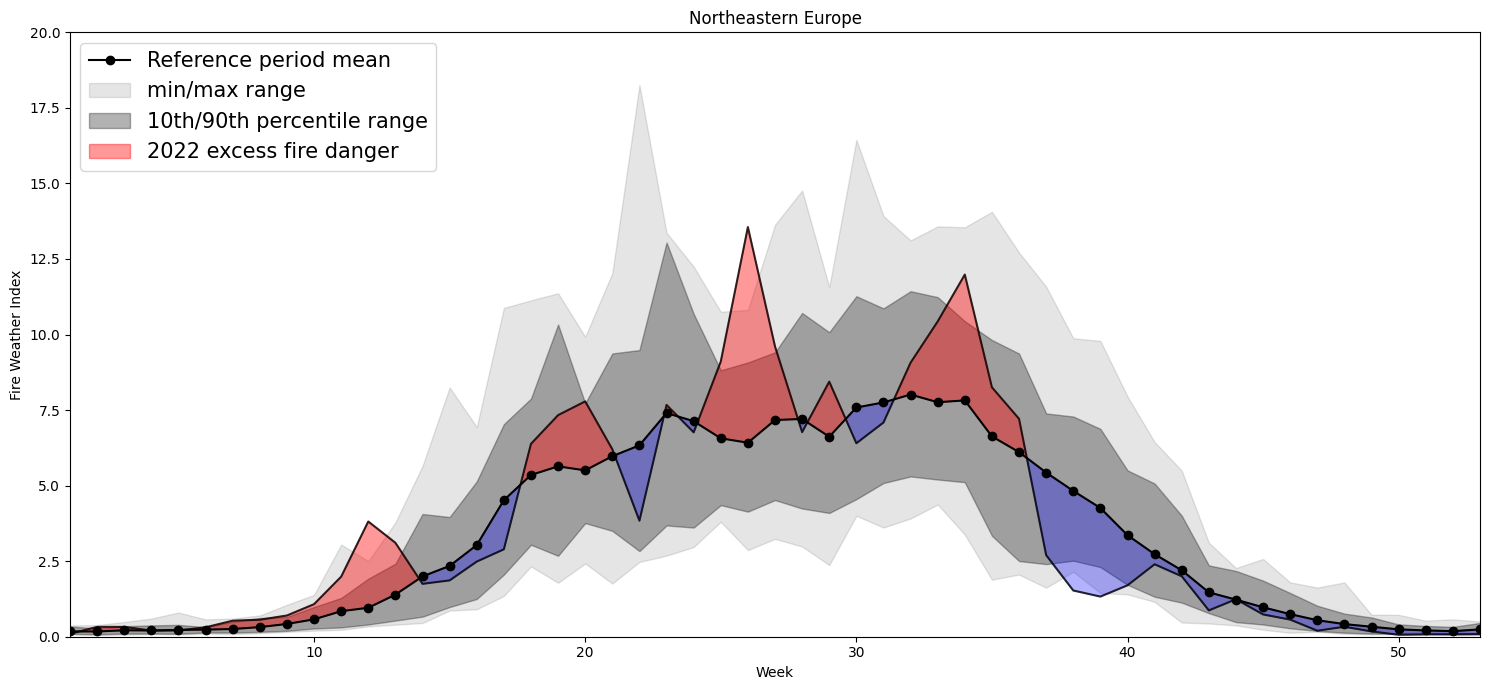 Northeastern Europe
20.0
17.5
15.0
12.5
10.0
7.5
5.0
2.5
0.0
Fire Weather Index
Reference period mean
min/max range
10th/90th percentile range
2022 excess fire danger
10
20
30
40
50
Week